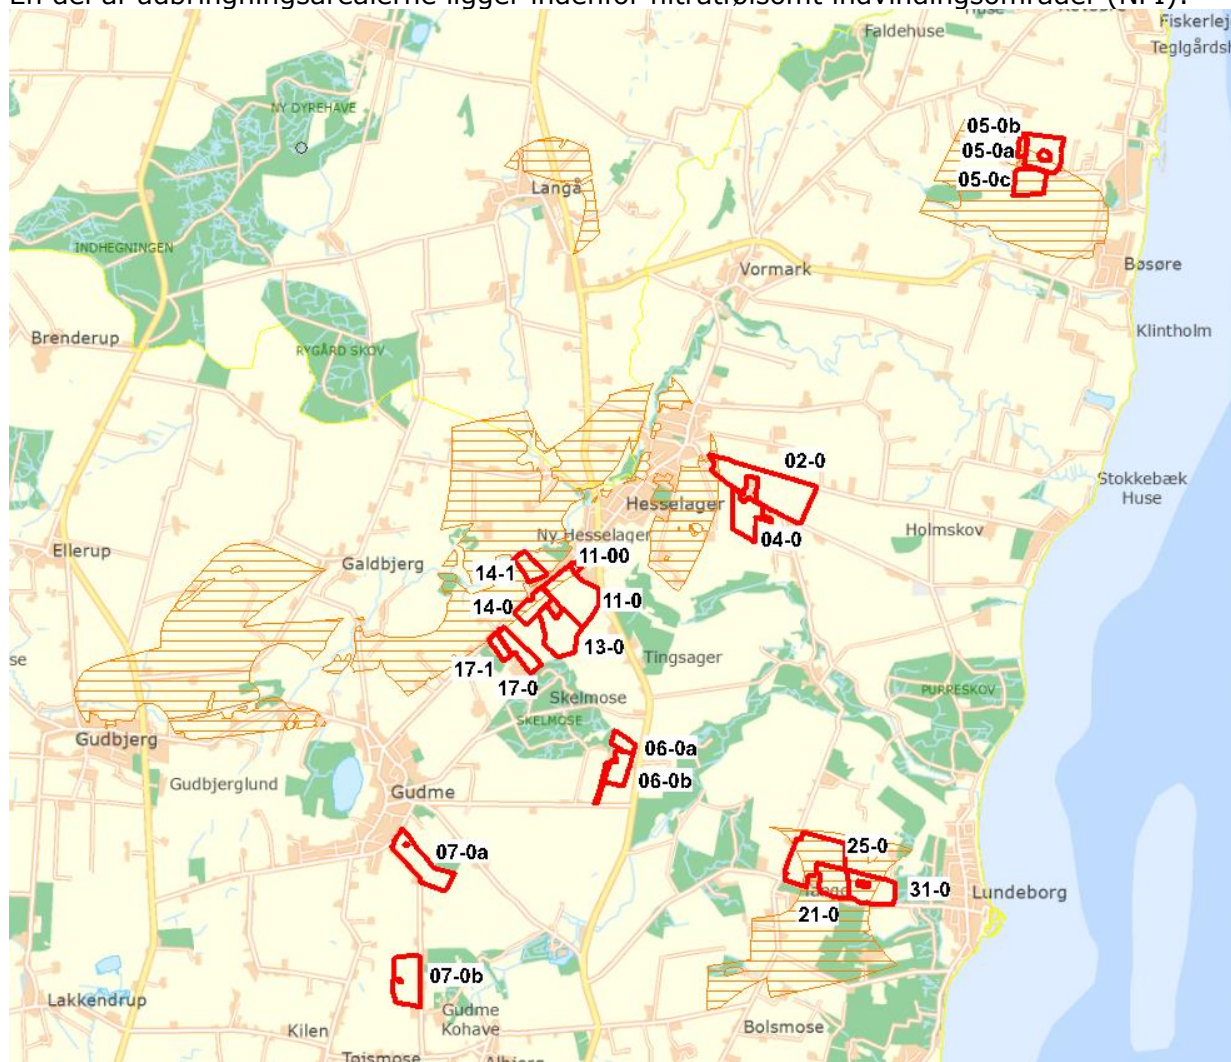 En del af udbringningsarealerne ligger indenfor nitratfølsomt indvindingsområder (NFI).
Fiskerlej
Faldehuse
Teglgårdsl
NY DYREHAVE
05-0b
05-0a
05-0c
Langå
INDHEGNINGEN
Vormark
Bøsøre
Brenderup
Klintholm
RYGÅRD SKOV
02-0
Stokkebæk
Huse
Hesselager
Holmskov
Ny Hesselager
04-0
Ellerup
Galdbjerg
11-00
14-1
14-0
11-0
13-0
se
Tingsager
17-1
17-0
Skelmose
PURRESKOV
SKELMOSE
Gudbjerg
06-0a
06-0b
Gudbjerglund
Gudme
25-0
07-0a
31-0
Lundeborg
21-0
07-0b
Lakkendrup
Gudme
Kohave
Kilen
Bolsmose
Tøismose